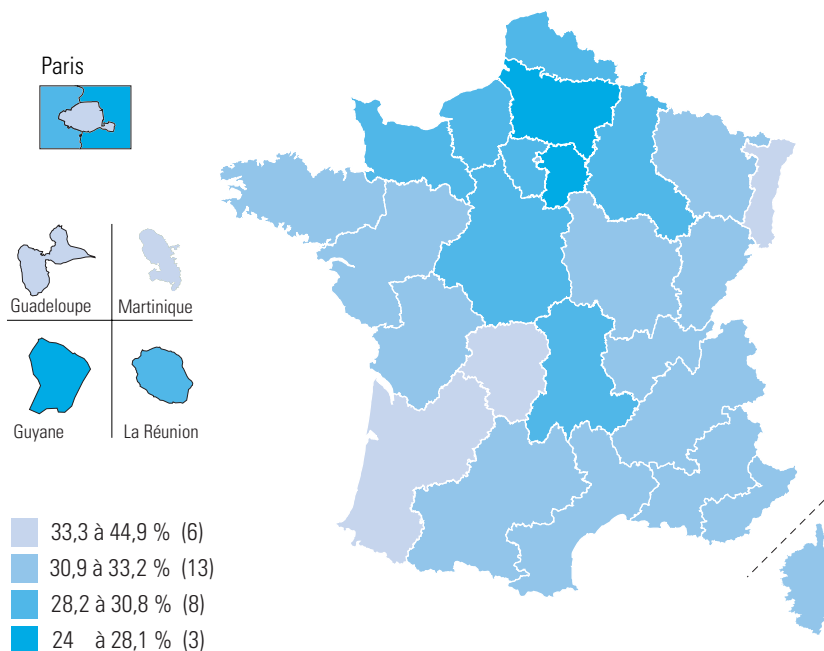 Paris
Guadeloupe
Martinique
Guyane
La Réunion
33,3 à 44,9 % (6)
30,9 à 33,2 % (13)
28,2 à 30,8 % (8)
24 à 28,1 % (3)